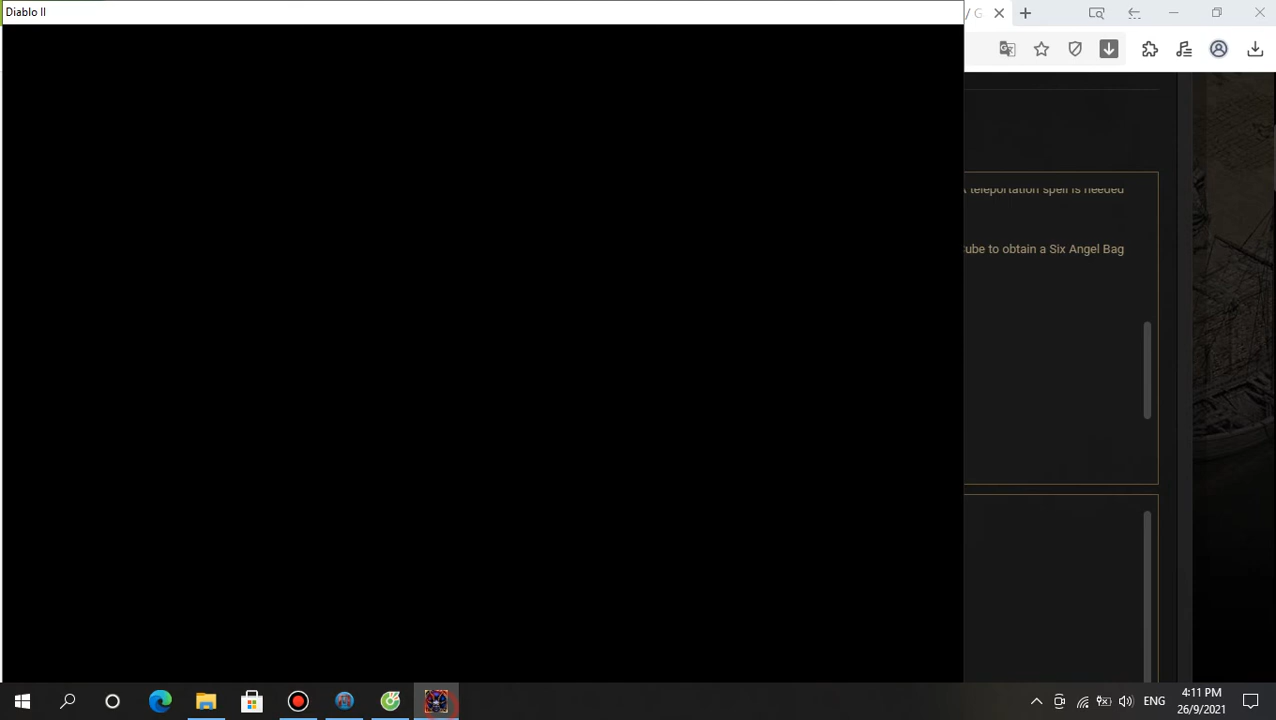 Diablo II
/ G
teleportation spell is needed
ube to obtain a Six Angel Bag
ENG
4:11 PM
26/9/2021